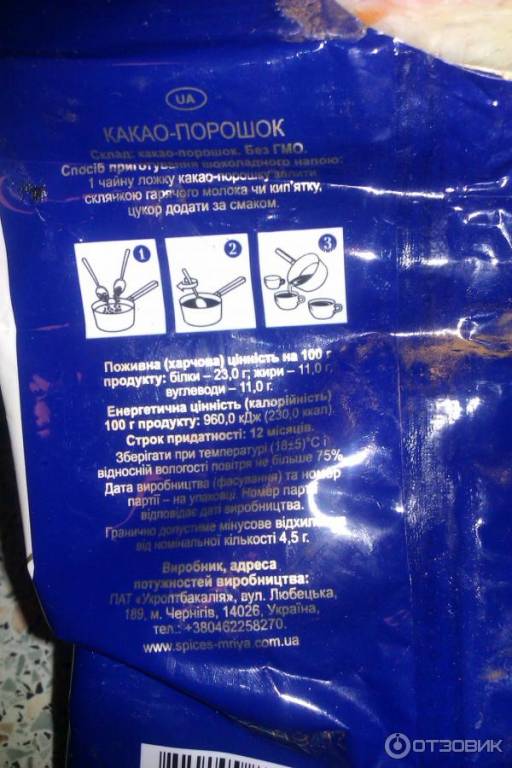 UA
КАКАО-ПОРОШОК
Склад: какао-порошок. Без ГМО.
Спосіб приготування шоколадного напою:
1 чайну ложку какао-порошку залити
склянкою гарячого молока чи кип'ятку,
цукор додати за смаком.
1 2 3
Поживна (харчова) цінність на 100 г
продукту: білки – 23,0 г; жири – 11,0 г,
вуглеводи – 11,0 г.
Енергетична цінність (калорійність)
100 г продукту: 960,0 кДж (230,0 ккал).
Строк придатності: 12 місяців.
Зберігати при температурі (18±5)°С і
відносній вологості повітря не більше 75%
Дата виробництва (фасування) та номер
партії – на упаковці. Номер партії
відповідає даті виробництва.
Гранично допустиме мінусове відхилення
від номінальної кількості 4,5 г.
Виробник, адреса
потужностей виробництва:
ПАТ «Укроптбакалія», вул. Любецька,
189, м. Чернігів, 14026, Україна,
тел.: +380462258270.
www.spices-mriya.com.ua
ОТЗОВИК